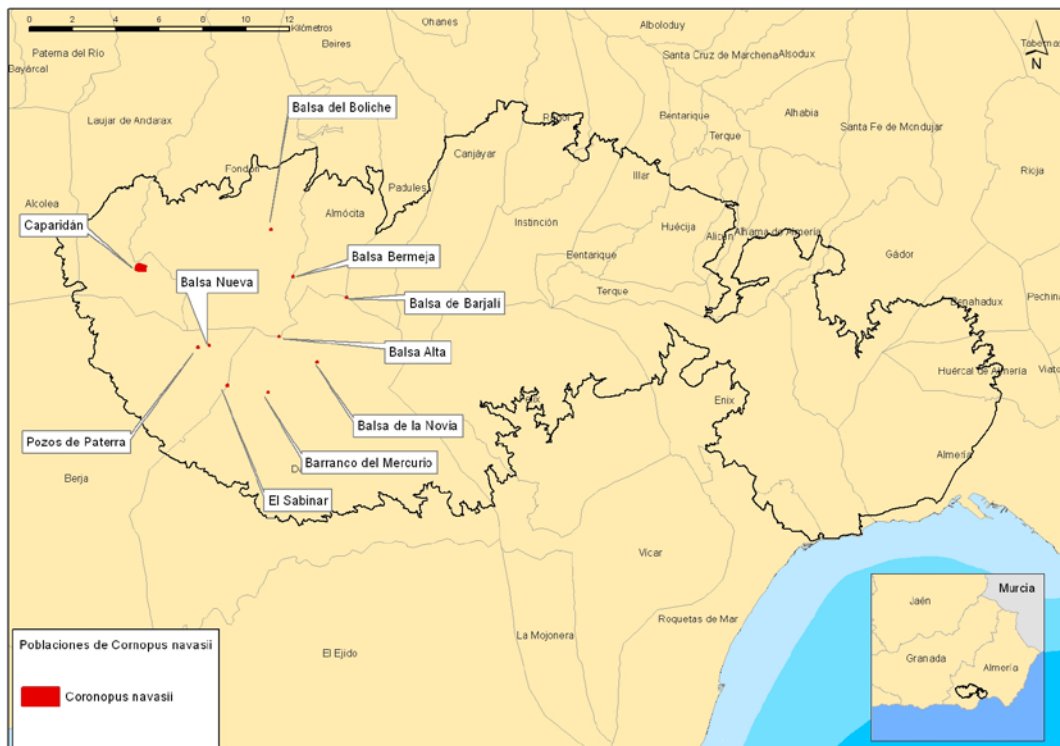 0 2 4 6 8 10 12
Kilómetros
Ohanes
Alboloduy
Beires
Paterna del Río
Santa Cruz de Marchena
Alsodux
Tabernas
Bayárcal
N
Balsa del Boliche
Laujar de Andarax
Alhabia
Bentarique
Santa Fe de Mondujar
Terque
Canjáyar
Rioja
Fondón
Illar
Padules
Alcolea
Almócita
Caparidán
Instinción
Huécija
Alicún
Alhama de Almería
Gádor
Balsa Bermeja
Bentarique
Balsa Nueva
Terque
Balsa de Barjali
Benahadux
Pechina
Balsa Alta
Huércal de Almería
Enix
Balsa de la Novia
Pozos de Paterra
Barranco del Mercurio
Almería
Berja
El Sabinar
Vícar
Murcia
Jaén
Roquetas de Mar
La Mojonera
Poblaciones de Cornopus navasii
El Ejido
Granada
Almería
Coronopus navasii